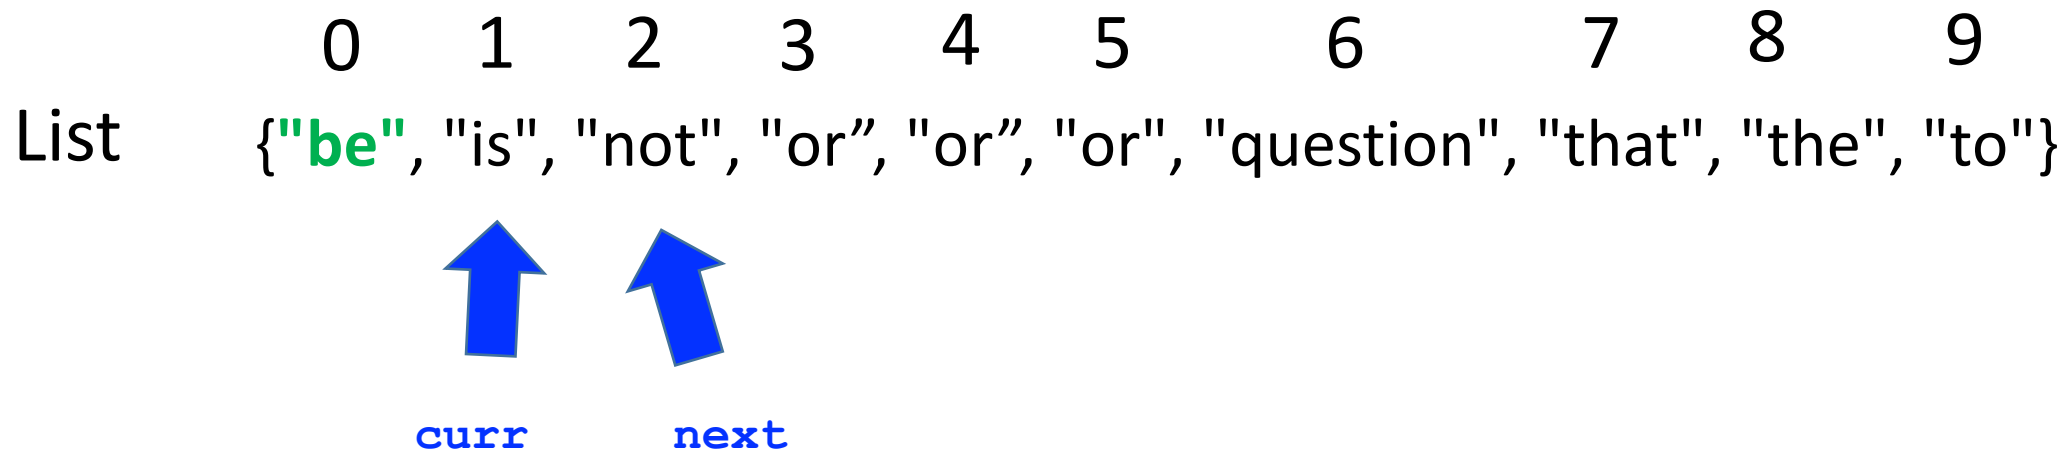 0 1 2 3 4 5 6 7 8 9
List {"be", "is", "not", "or”, "or”, "or", "question", "that", "the", "to"}
curr next